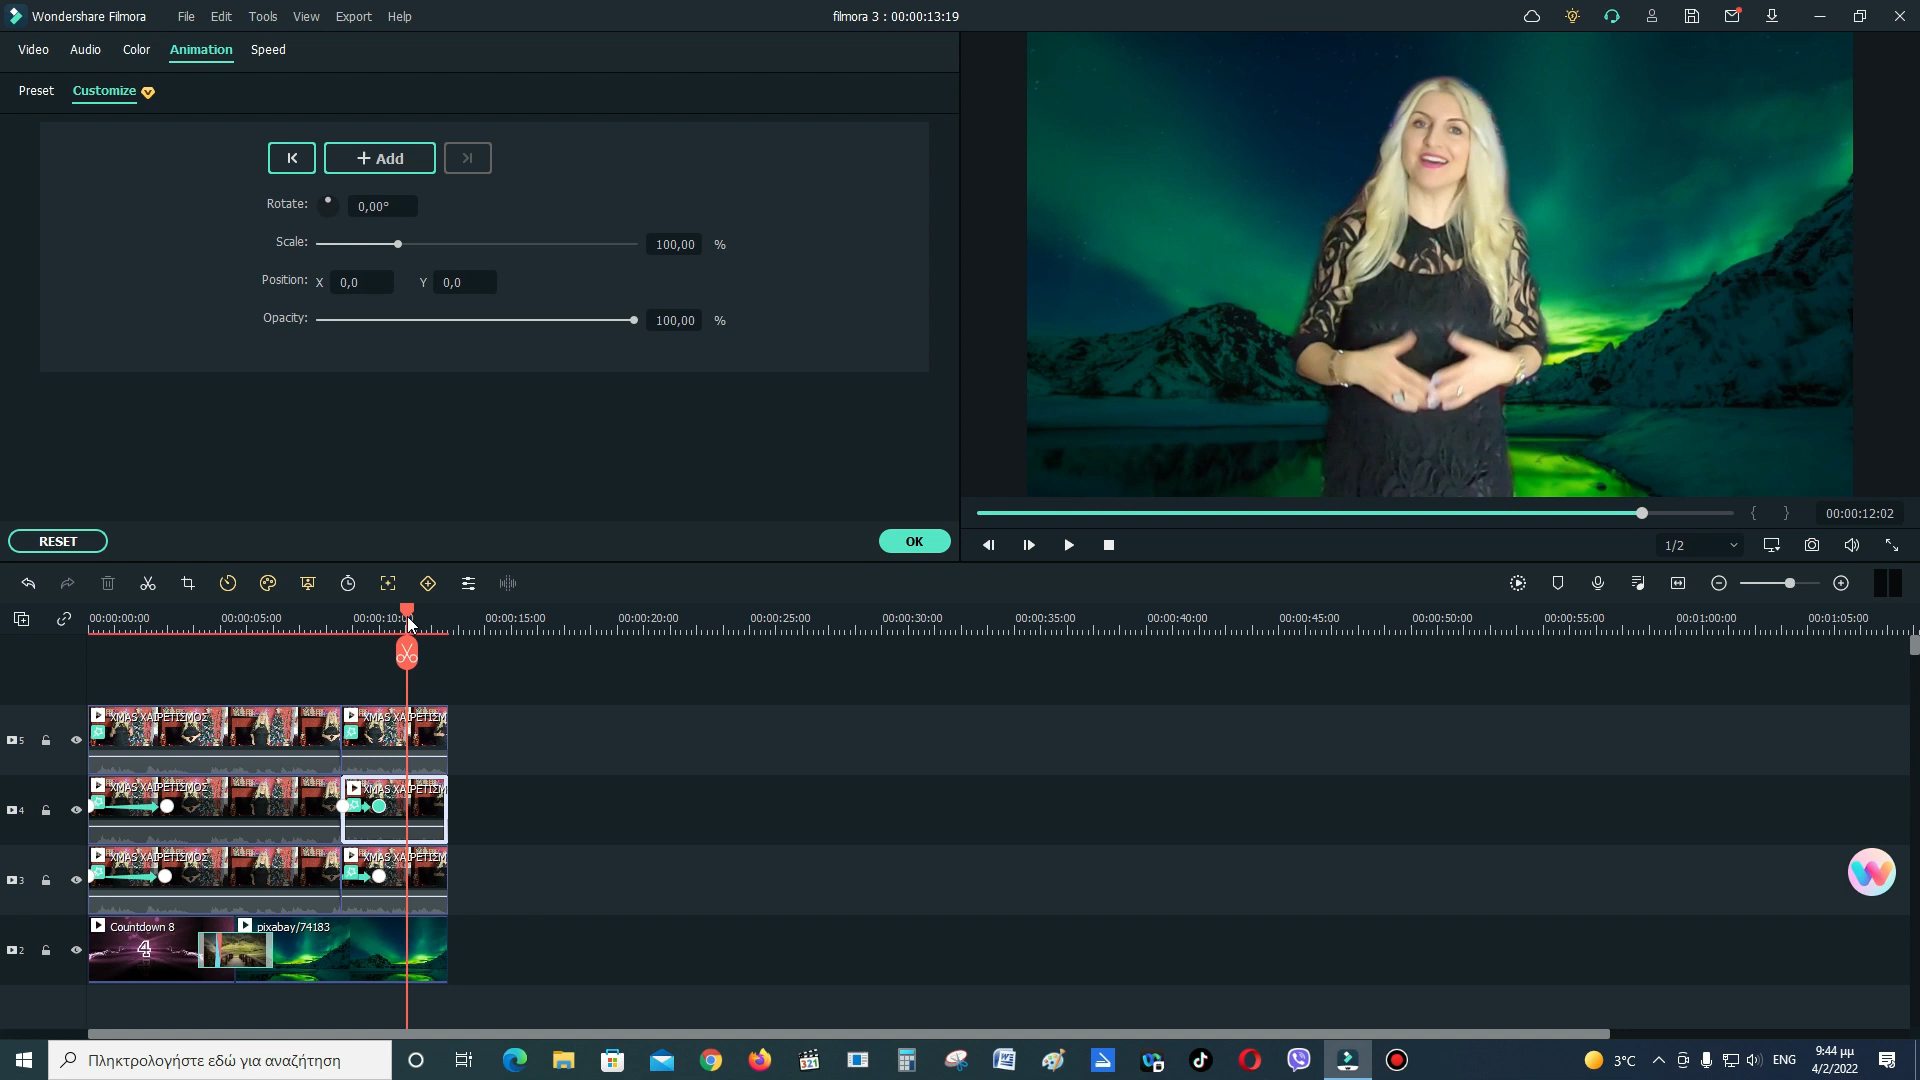 Wondershare Filmora File Edit Tools View Export Help filmora 3 : 00:00:13:19
Video Audio Color Animation Speed
Preset Customize
Add
Rotate: 0,00°
Scale: 100,00 %
Position: X 0,0 Y 0,0
Opacity: 100,00 %
RESET OK
00:00:12:02
1/2
00:00:00:00 00:00:05:00 00:00:10:00 00:00:15:00 00:00:20:00 00:00:25:00 00:00:30:00 00:00:35:00 00:00:40:00 00:00:45:00 00:00:50:00 00:00:55:00 00:01:00:00 00:01:05:00
5 XMAS ΧΑΙΡΕΤΙΣΜΟΣ XMAS ΧΑΙΡΕΤΙΣΜ
4 XMAS ΧΑΙΡΕΤΙΣΜΟΣ XMAS ΧΑΙΡΕΤΙΣΜ
3 XMAS ΧΑΙΡΕΤΙΣΜΟΣ XMAS ΧΑΙΡΕΤΙΣΜ
2 Countdown 8 pixabay/74183
4
Πληκτρολογήστε εδώ για αναζήτηση 321 3°C ENG 9:44 μμ
4/2/2022